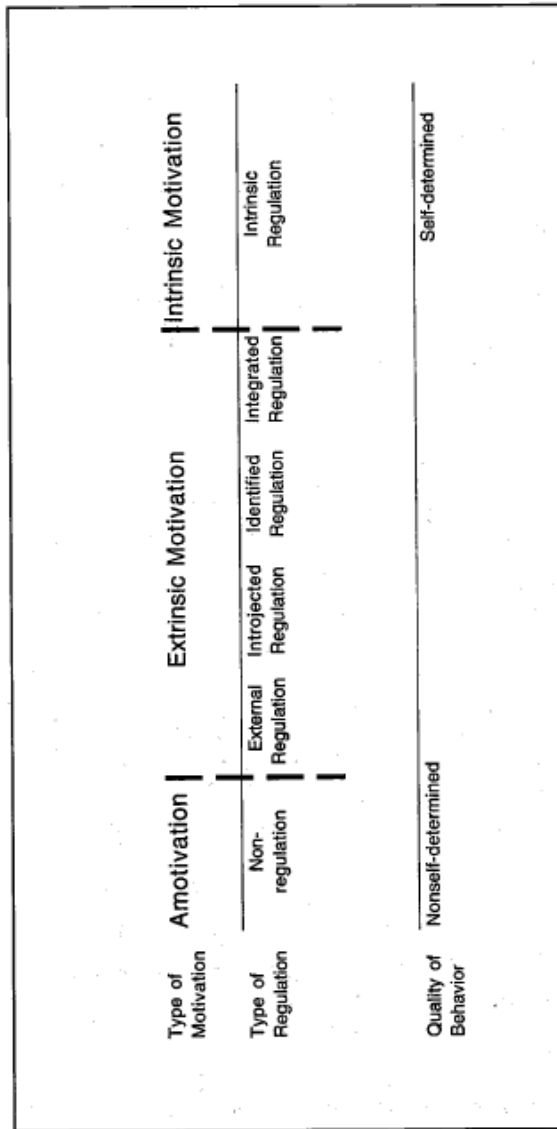 Type of
Motivation
Amotivation
Extrinsic Motivation
Intrinsic Motivation
Type of
Regulation
Non-
regulation
External
Regulation
Introjected
Regulation
Identified
Regulation
Integrated
Regulation
Intrinsic
Regulation
Quality of
Behavior
Nonself-determined
Self-determined